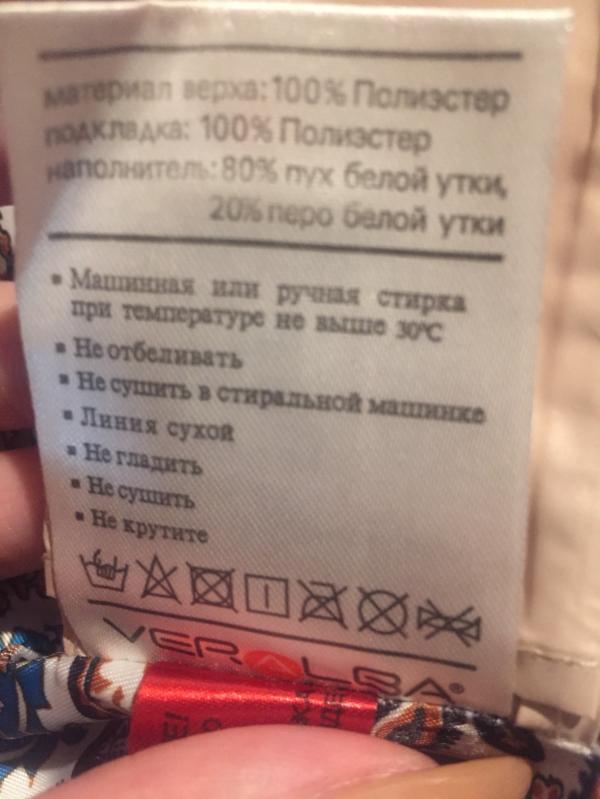 материал верха: 100% Полиэстер
подкладка: 100% Полиэстер
наполнитель: 80% пух белой утки,
20% перо белой утки
▪ Машинная или ручная стирка
при температуре не выше 30°C
▪ Не отбеливать
▪ Не сушить в стиральной машинке
▪ Линия сухой
▪ Не гладить
▪ Не сушить
▪ Не крутите
VERALBA®